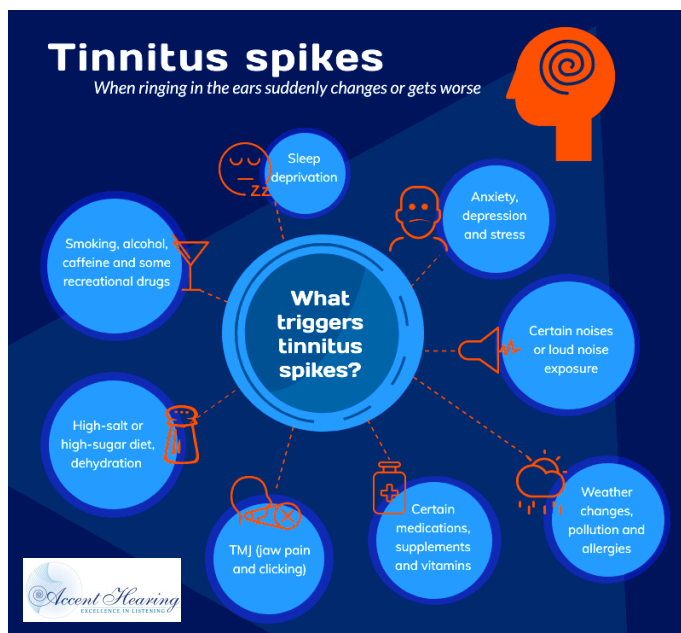 Tinnitus spikes
When ringing in the ears suddenly changes or gets worse
Sleep
deprivation
Zz
Anxiety,
depression
and stress
Smoking, alcohol,
caffeine and some
recreational drugs
What
triggers
tinnitus
spikes?
Certain noises
or loud noise
exposure
High-salt or
high-sugar diet,
dehydration
Weather
changes,
pollution and
allergies
Certain
medications,
supplements
and vitamins
TMJ (jaw pain
and clicking)
Accent Hearing
EXCELLENCE IN LISTENING